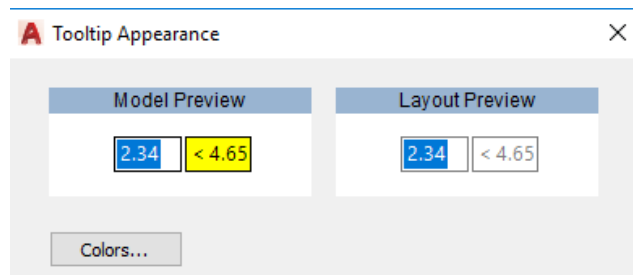 Tooltip Appearance
Model Preview
Layout Preview
2.34 < 4.65
2.34 < 4.65
Colors...